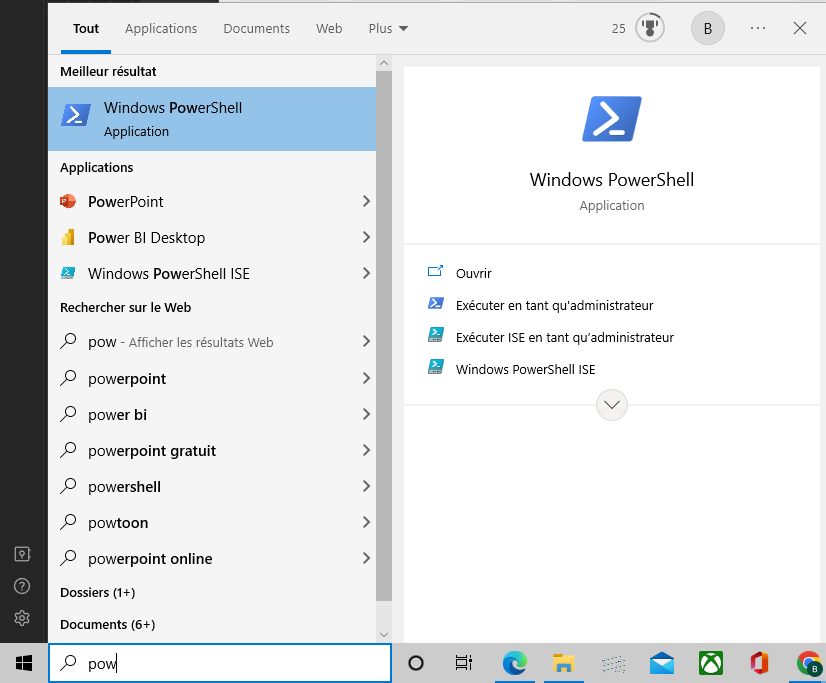 Tout Applications Documents Web Plus 25 B ...
Meilleur résultat
Windows PowerShell
Application
Applications
PowerPoint
Power BI Desktop
Windows PowerShell ISE
Rechercher sur le Web
pow - Afficher les résultats Web
powerpoint
power bi
powerpoint gratuit
powershell
powtoon
powerpoint online
Dossiers (1+)
Documents (6+)
pow
Windows PowerShell
Application
Ouvrir
Exécuter en tant qu'administrateur
Exécuter ISE en tant qu'administrateur
Windows PowerShell ISE
B